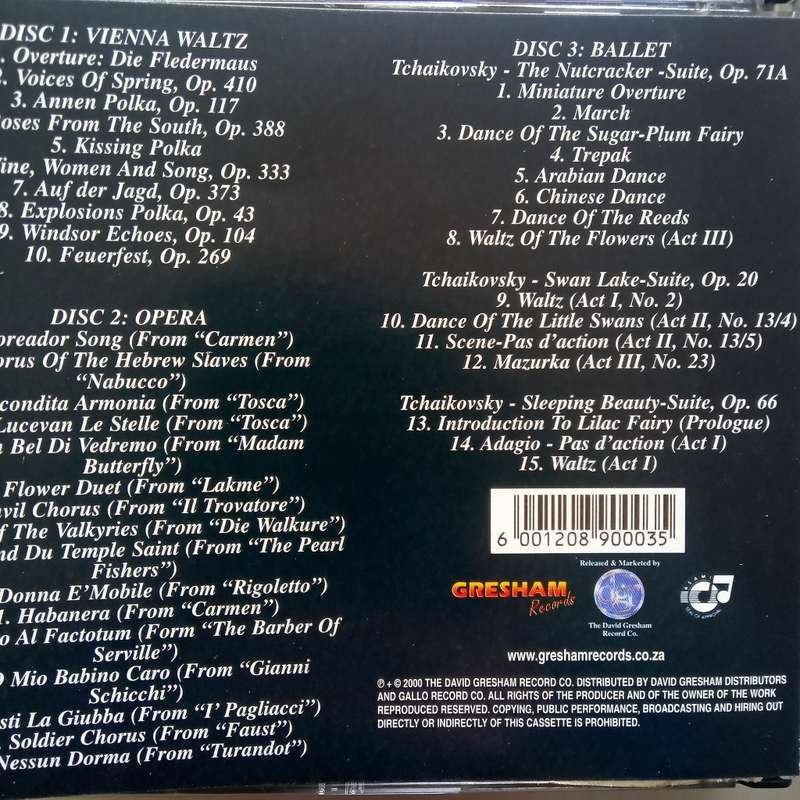 DISC 1: VIENNA WALTZ
. Overture: Die Fledermaus
2. Voices Of Spring, Op. 410
3. Annen Polka, Op. 117
oses From The South, Op. 388
5. Kissing Polka
ine, Women And Song, Op. 333
7. Auf der Jagd, Op. 373
8. Explosions Polka, Op. 43
9. Windsor Echoes, Op. 104
10. Feuerfest, Op. 269
DISC 2: OPERA
oreador Song (From “Carmen”)
orus Of The Hebrew Slaves (From
“Nabucco”)
condita Armonia (From “Tosca”)
Lucevan Le Stelle (From “Tosca”)
n Bel Di Vedremo (From “Madam
Butterfly”)
Flower Duet (From “Lakme”)
nvil Chorus (From “Il Trovatore”)
f The Valkyries (From “Die Walkure”)
nd Du Temple Saint (From “The Pearl
Fishers”)
Donna E’Mobile (From “Rigoletto”)
1. Habanera (From “Carmen”)
o Al Factotum (Form “The Barber Of
Serville”)
O Mio Babino Caro (From “Gianni
Schicchi”)
sti La Giubba (From “I’ Pagliacci”)
. Soldier Chorus (From “Faust”)
Nessun Dorma (From “Turandot”)
DISC 3: BALLET
Tchaikovsky - The Nutcracker -Suite, Op. 71A
1. Miniature Overture
2. March
3. Dance Of The Sugar-Plum Fairy
4. Trepak
5. Arabian Dance
6. Chinese Dance
7. Dance Of The Reeds
8. Waltz Of The Flowers (Act III)
Tchaikovsky - Swan Lake-Suite, Op. 20
9. Waltz (Act I, No. 2)
10. Dance Of The Little Swans (Act II, No. 13/4)
11. Scene-Pas d’action (Act II, No. 13/5)
12. Mazurka (Act III, No. 23)
Tchaikovsky - Sleeping Beauty-Suite, Op. 66
13. Introduction To Lilac Fairy (Prologue)
14. Adagio - Pas d’action (Act I)
15. Waltz (Act I)
6 001208 900035
Released & Marketed by
GRESHAM
Records
The David Gresham
Record Co.
www.greshamrecords.co.za
℗ + © 2000 THE DAVID GRESHAM RECORD CO. DISTRIBUTED BY DAVID GRESHAM DISTRIBUTORS
AND GALLO RECORD CO. ALL RIGHTS OF THE PRODUCER AND OF THE OWNER OF THE WORK
REPRODUCED RESERVED. COPYING, PUBLIC PERFORMANCE, BROADCASTING AND HIRING OUT
DIRECTLY OR INDIRECTLY OF THIS CASSETTE IS PROHIBITED.